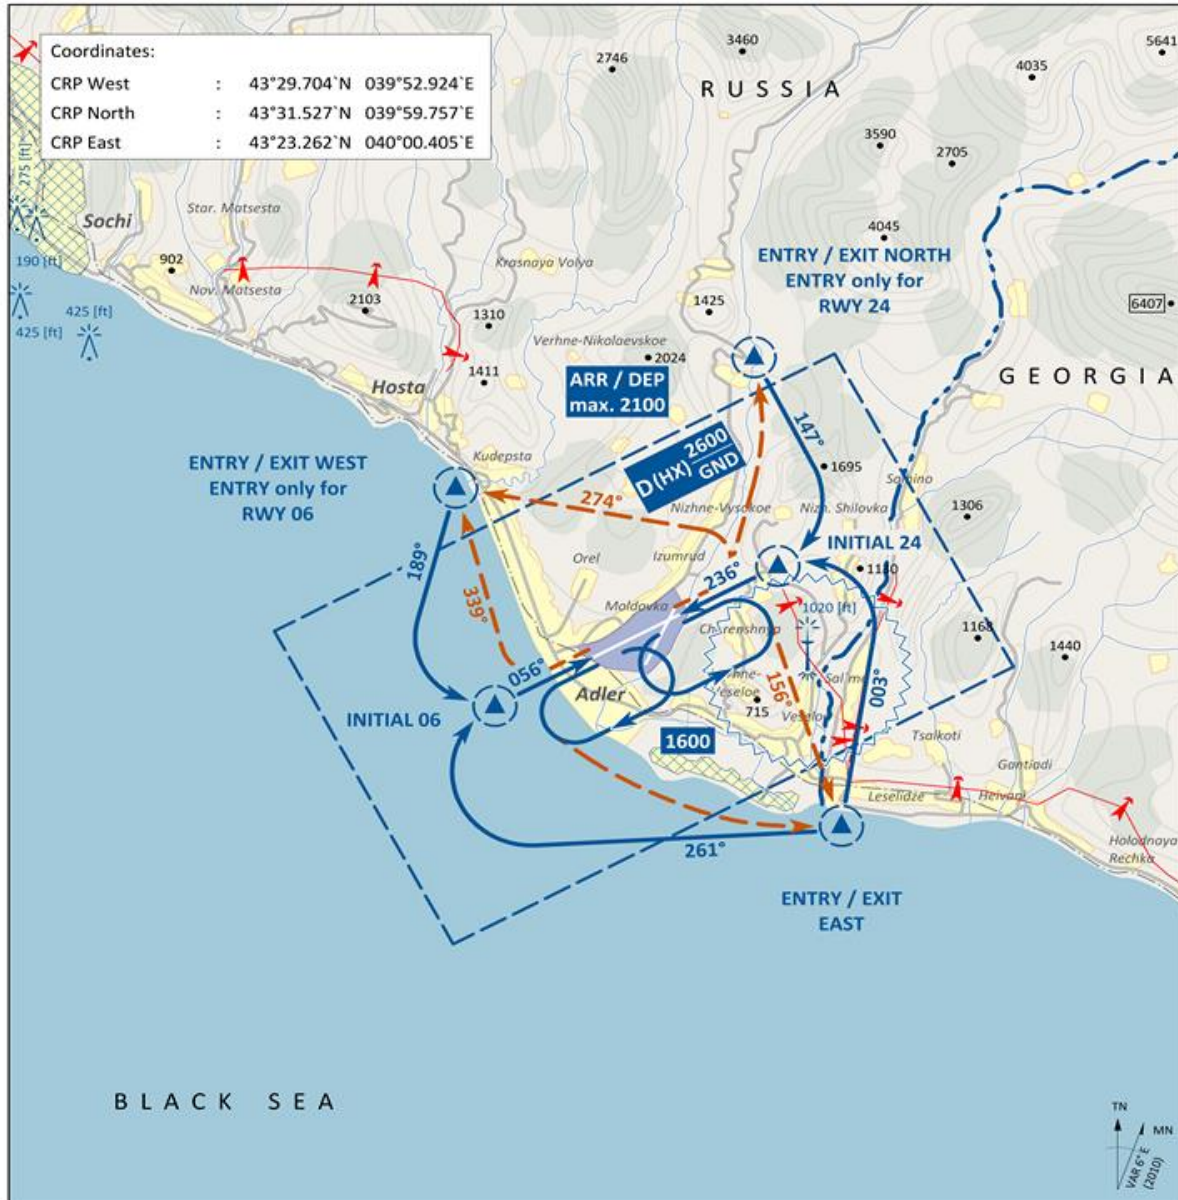 Coordinates:
CRP West : 43°29.704`N 039°52.924`E
CRP North : 43°31.527`N 039°59.757`E
CRP East : 43°23.262`N 040°00.405`E
2746
3460
5641
4035
RUSSIA
3590
2705
275 [ft]
Sochi
Star. Matsesta
190 [ft]
902
Nov. Matsesta
425 [ft]
425 [ft]
2103
Krasnaya Volya
1310
1411
Hosta
Verhne-Nikolaevskoe
2024
1425
4045
ENTRY / EXIT NORTH
ENTRY only for
RWY 24
6407
GEORGIA
ARR / DEP
max. 2100
147°
D(HX) 2600
GND
1695
Kudepsta
ENTRY / EXIT WEST
ENTRY only for
RWY 06
274°
Nizhne-Vysokoe
Nizh. Shilovka
1306
INITIAL 24
189°
Orel
Izumrud
236°
339°
Moldovka
1020 [ft]
1168
1440
056°
Adler
156°
003°
715
INITIAL 06
1600
Tsalkoti
Gantiadi
Leselidze
261°
Holodnaya
Rechka
ENTRY / EXIT
EAST
BLACK SEA
TN
MN
VAR 6° E
(2010)